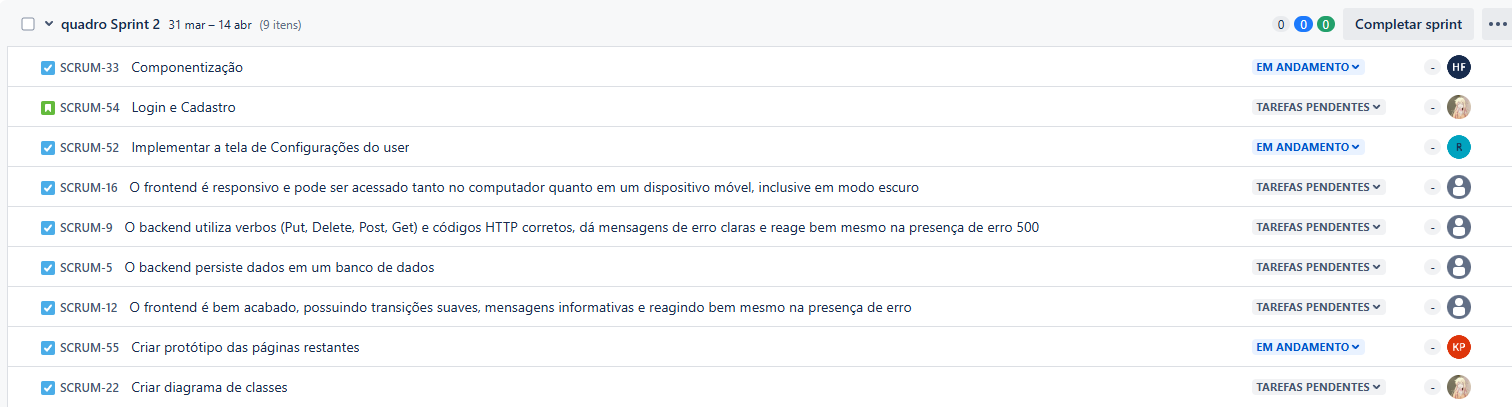 quadro Sprint 2 31 mar – 14 abr (9 itens) 0 0 0 Completar sprint
SCRUM-33 Componentização EM ANDAMENTO - HF
SCRUM-54 Login e Cadastro TAREFAS PENDENTES -
SCRUM-52 Implementar a tela de Configurações do user EM ANDAMENTO - R
SCRUM-16 O frontend é responsivo e pode ser acessado tanto no computador quanto em um dispositivo móvel, inclusive em modo escuro TAREFAS PENDENTES -
SCRUM-9 O backend utiliza verbos (Put, Delete, Post, Get) e códigos HTTP corretos, dá mensagens de erro claras e reage bem mesmo na presença de erro 500 TAREFAS PENDENTES -
SCRUM-5 O backend persiste dados em um banco de dados TAREFAS PENDENTES -
SCRUM-12 O frontend é bem acabado, possuindo transições suaves, mensagens informativas e reagindo bem mesmo na presença de erro TAREFAS PENDENTES -
SCRUM-55 Criar protótipo das páginas restantes EM ANDAMENTO - KP
SCRUM-22 Criar diagrama de classes TAREFAS PENDENTES -